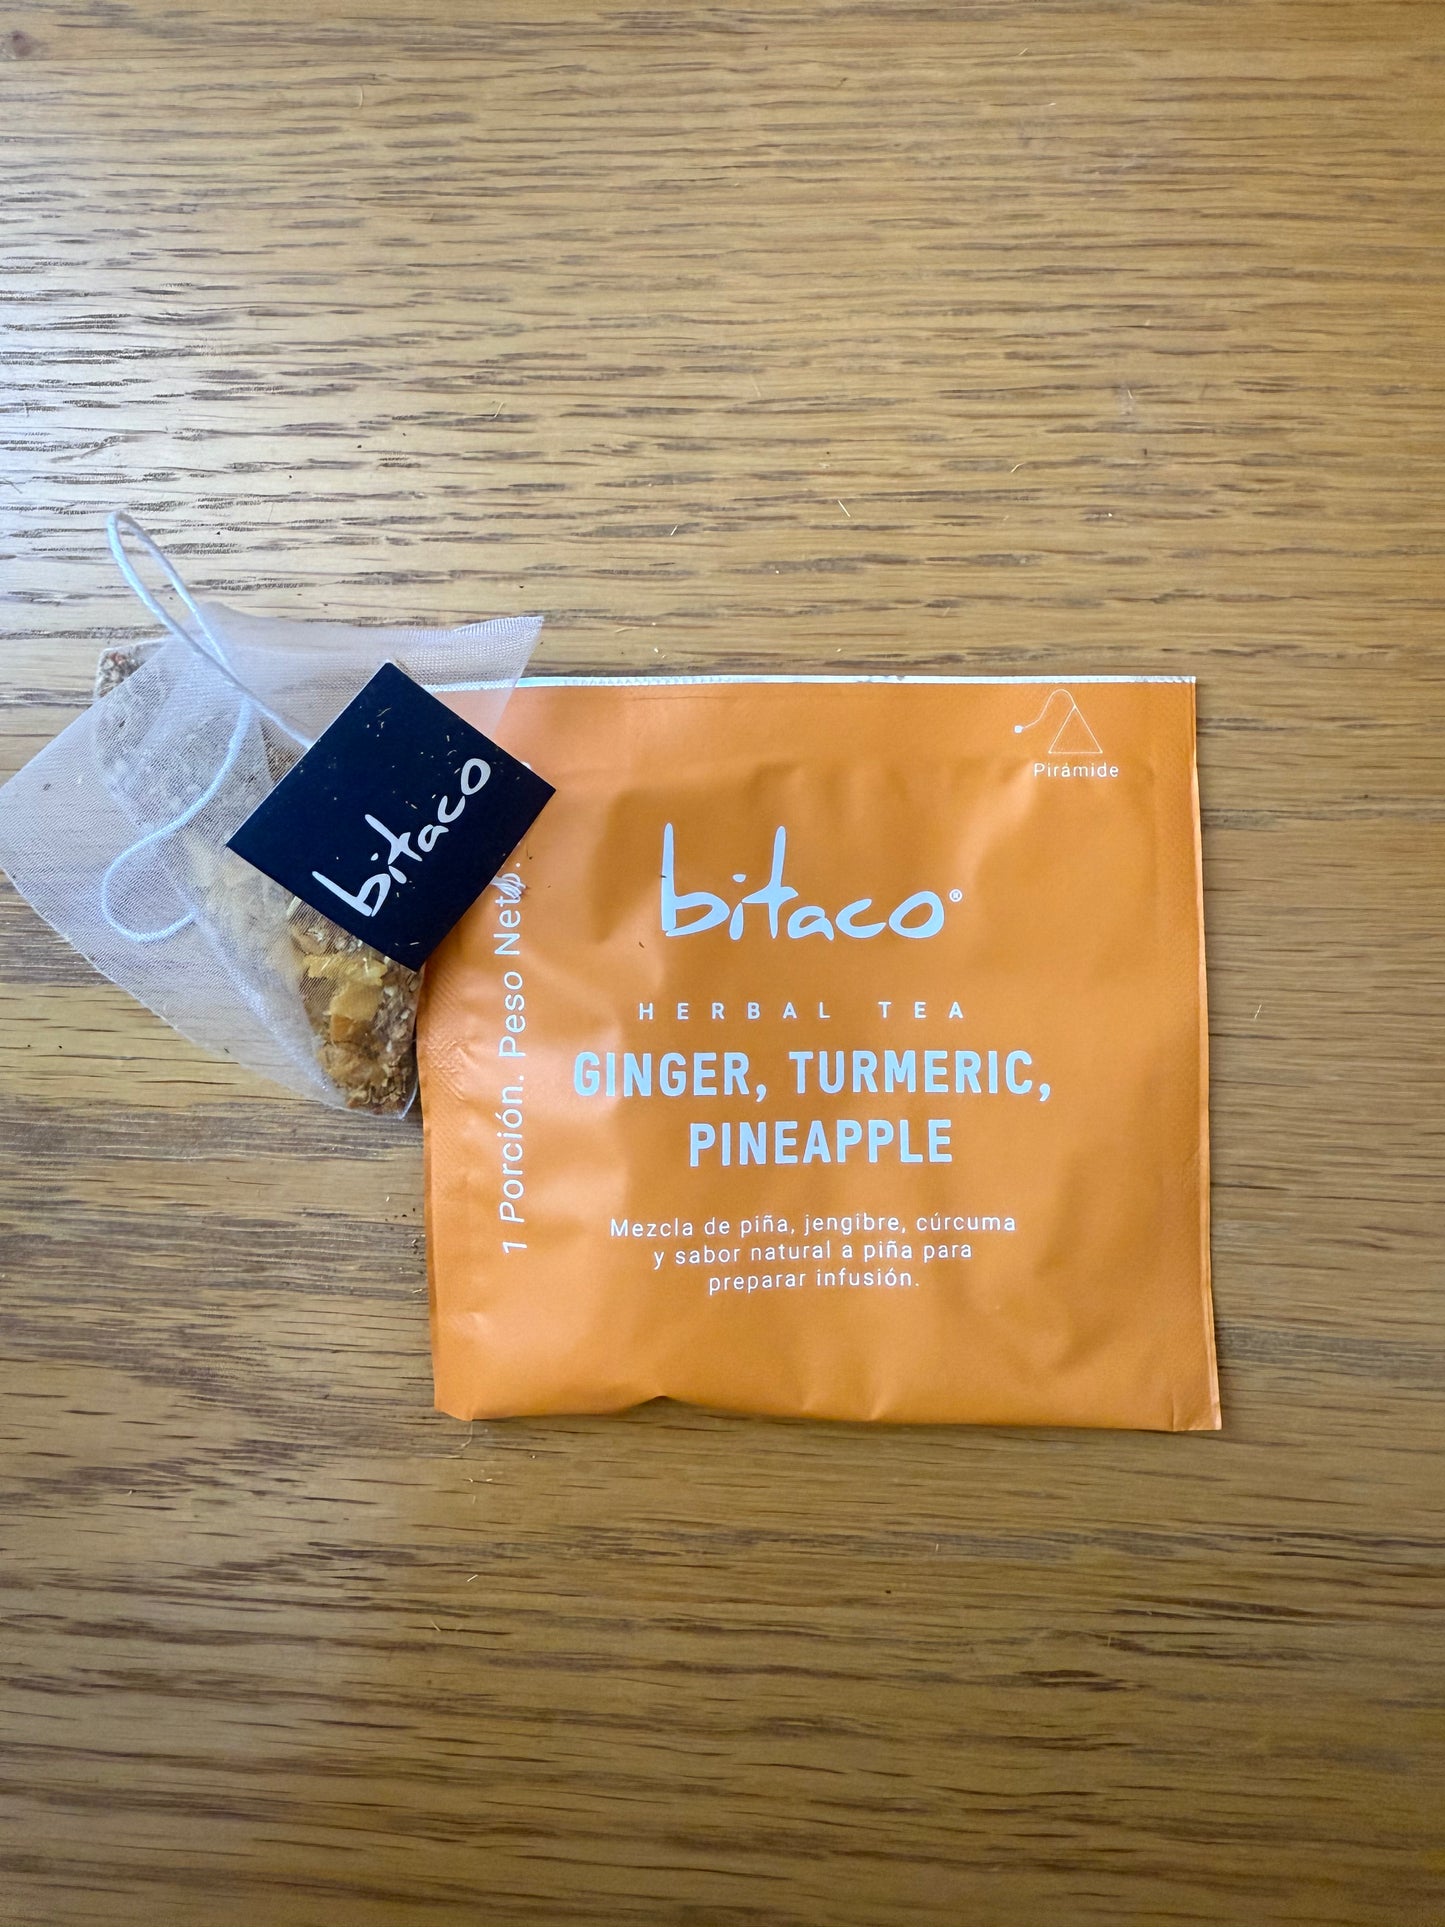 bitaco
Pirámide
bitaco®
HERBAL TEA
GINGER, TURMERIC,
PINEAPPLE
Mezcla de piña, jengibre, cúrcuma
y sabor natural a piña para
preparar infusión.
1 Porción. Peso